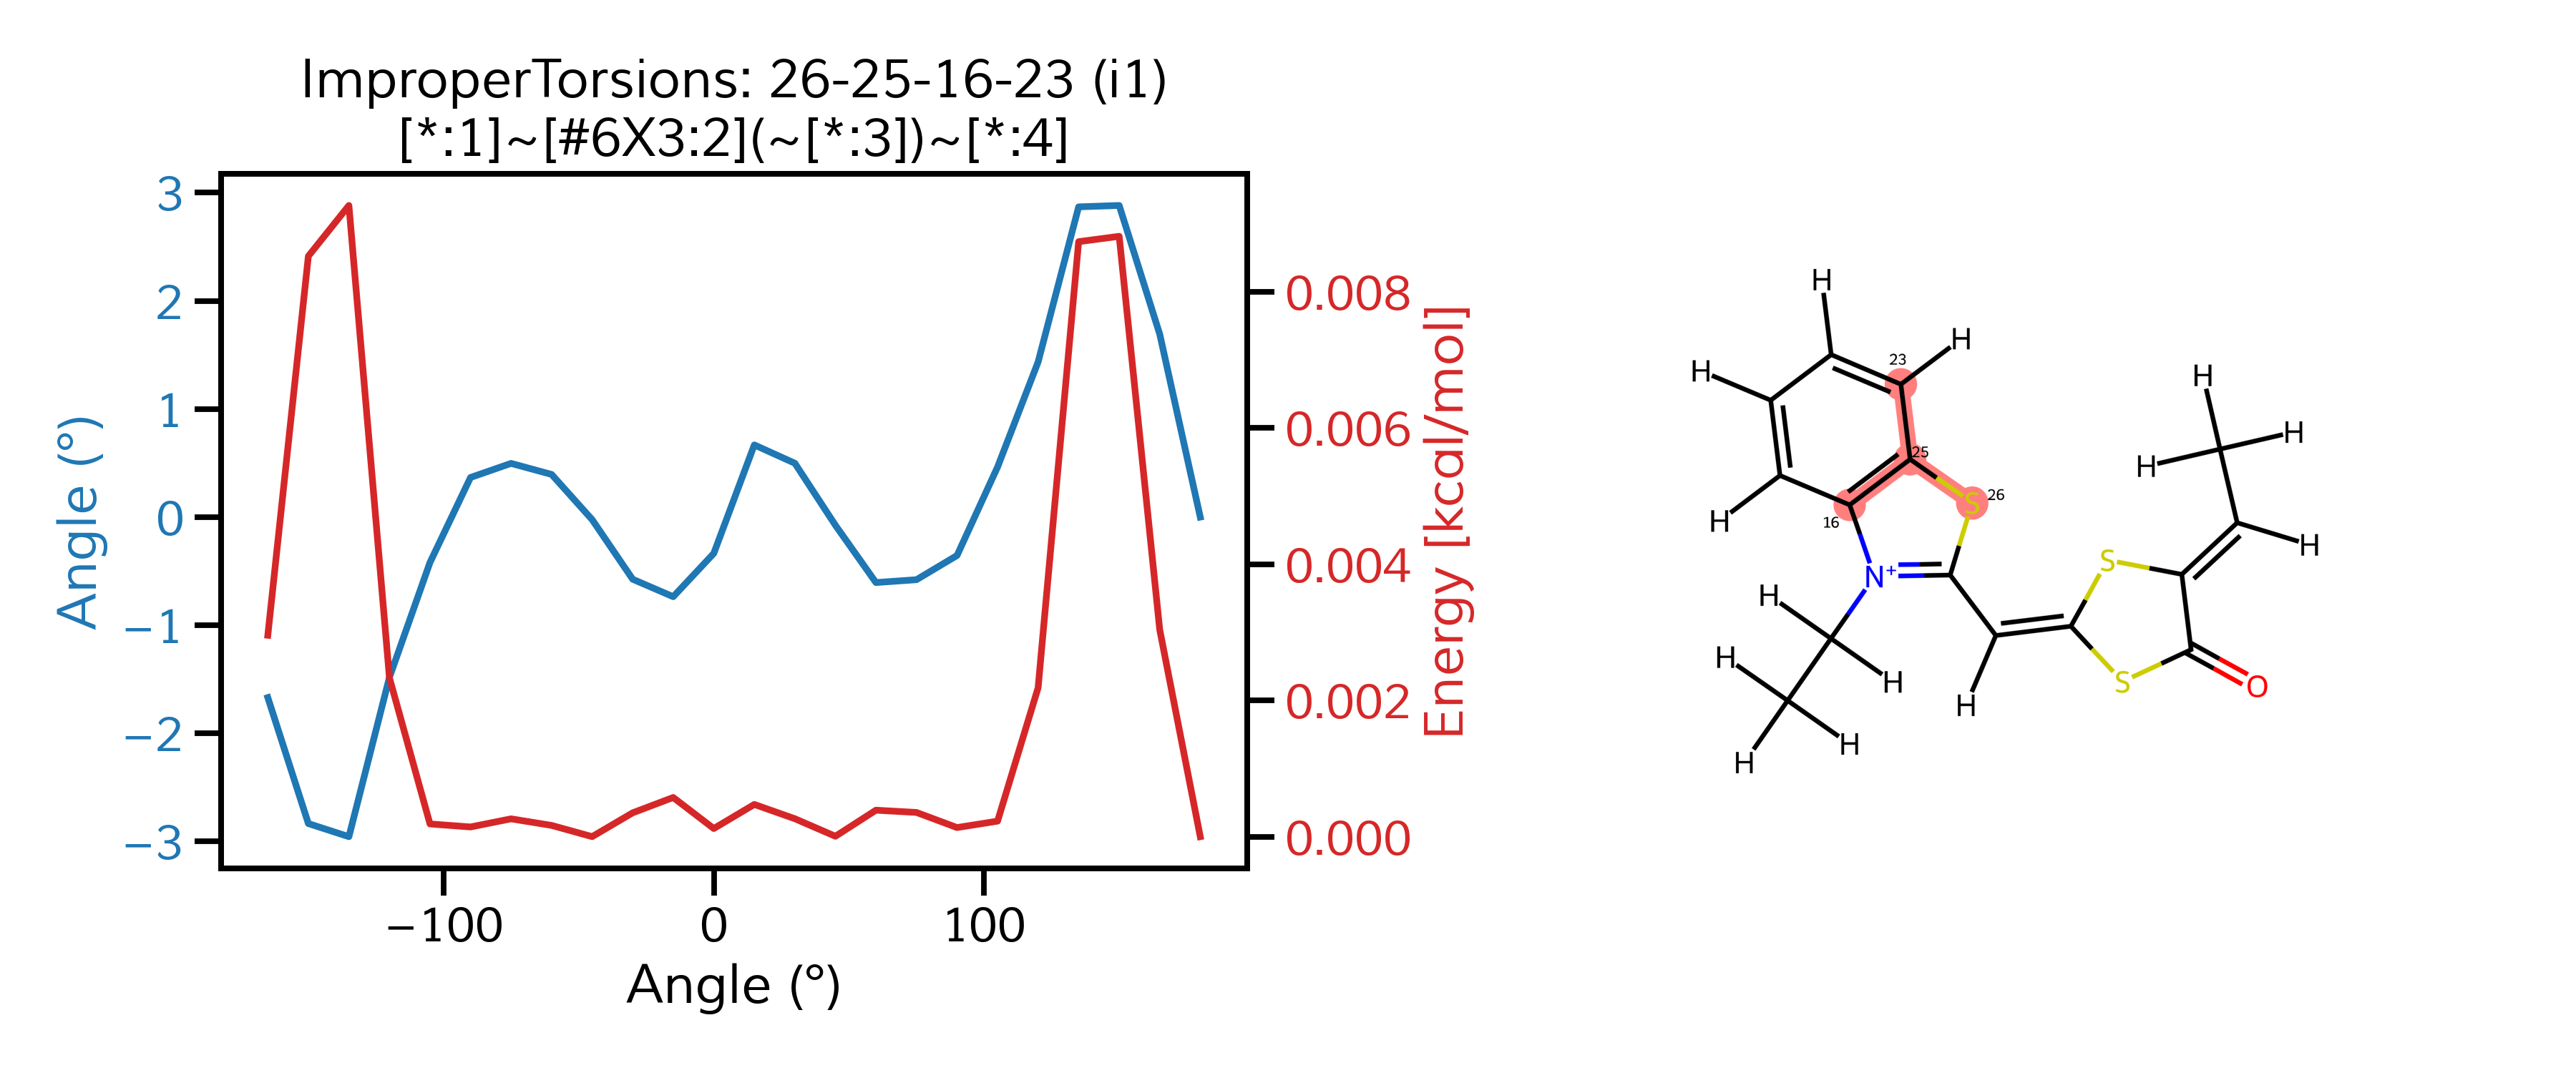 ImproperTorsions: 26-25-16-23 (i1)
[*:1]~[#6X3:2](~[*:3])~[*:4]
3
2
1
0
−1
−2
−3
Angle (°)
0.008
0.006
0.004
0.002
0.000
Energy [kcal/mol]
−100
0
100
Angle (°)
H
H
H
23
H
25
26
S
16
H
H
H
H
N+
S
H
H
H
S
O
H
H
H
H
H